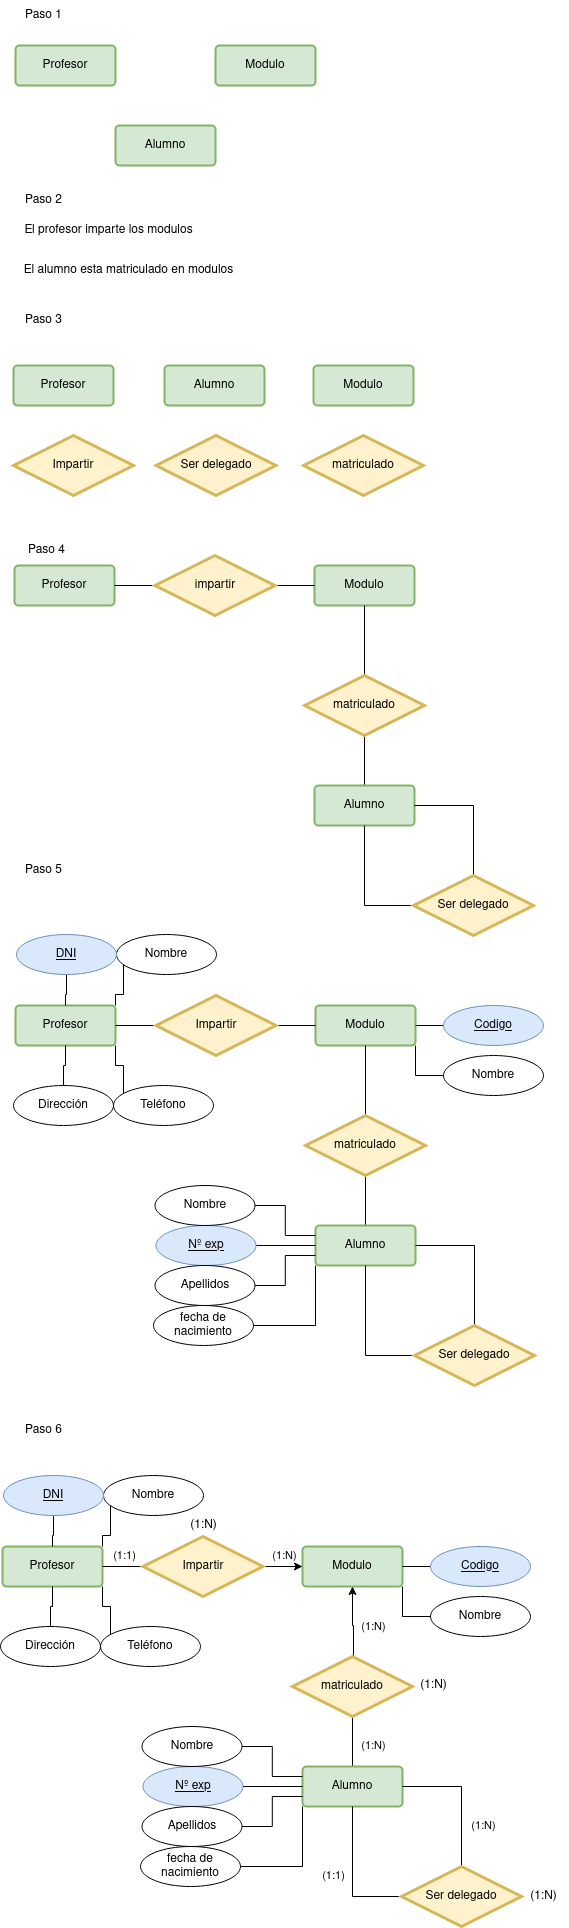 Paso 1
Profesor
Modulo
Alumno
Paso 2
El profesor imparte los modulos
El alumno esta matriculado en modulos
Paso 3
Profesor
Alumno
Modulo
Impartir
Ser delegado
matriculado
Paso 4
Profesor
impartir
Modulo
matriculado
Alumno
Paso 5
Ser delegado
DNI
Nombre
Profesor
Impartir
Modulo
Codigo
Nombre
Dirección
Teléfono
matriculado
Nombre
Nº exp
Alumno
Apellidos
fecha de
nacimiento
Ser delegado
Paso 6
DNI
Nombre
(1:N)
Profesor
(1:1)
Impartir
(1:N)
Modulo
Codigo
Nombre
(1:N)
Dirección
Teléfono
matriculado
(1:N)
Nombre
(1:N)
Nº exp
Alumno
Apellidos
(1:N)
fecha de
nacimiento
(1:1)
Ser delegado
(1:N)